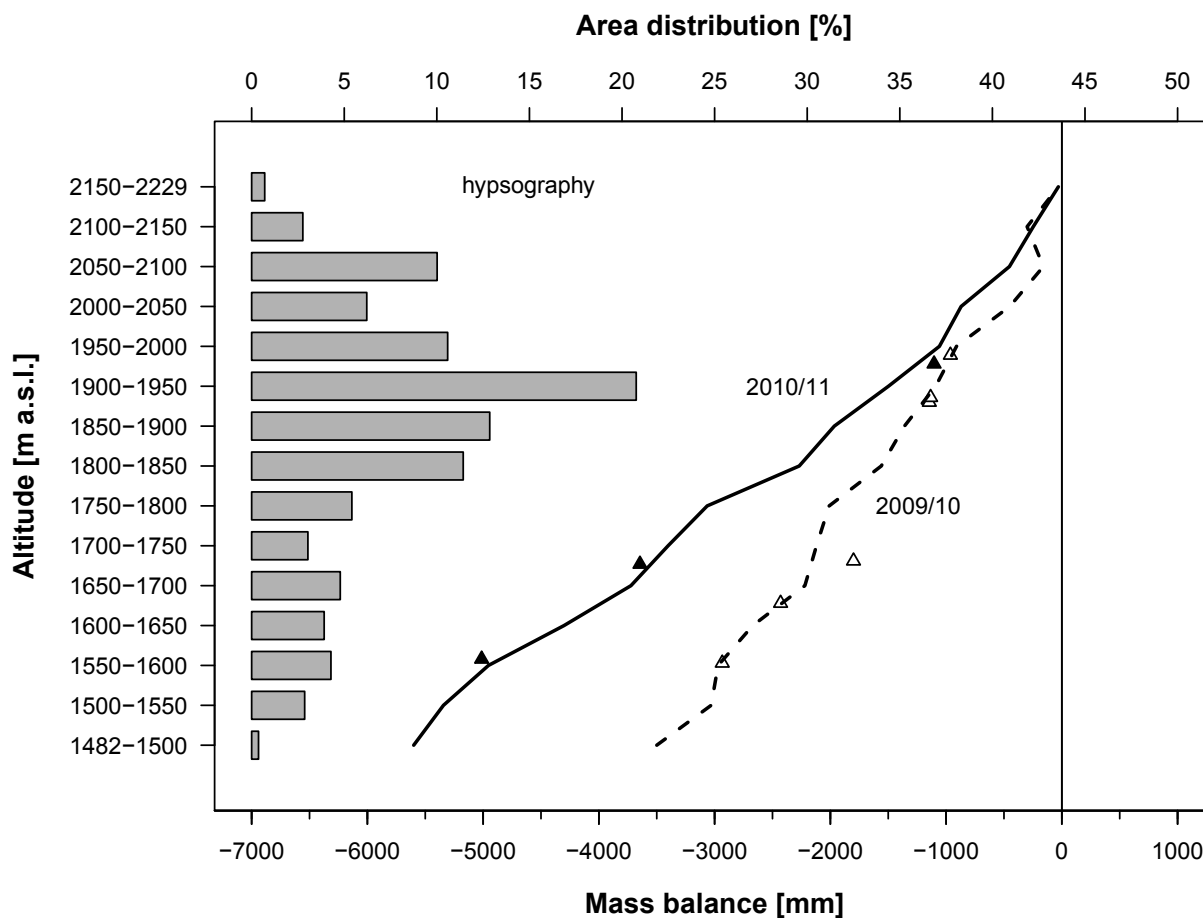 Area distribution [%]
0 5 10 15 20 25 30 35 40 45 50
2150−2229 hypsography
2100−2150
2050−2100
2000−2050
1950−2000
1900−1950 2010/11
1850−1900
1800−1850
1750−1800 2009/10
1700−1750
1650−1700
1600−1650
1550−1600
1500−1550
1482−1500
Altitude [m a.s.l.]
−7000 −6000 −5000 −4000 −3000 −2000 −1000 0 1000
Mass balance [mm]